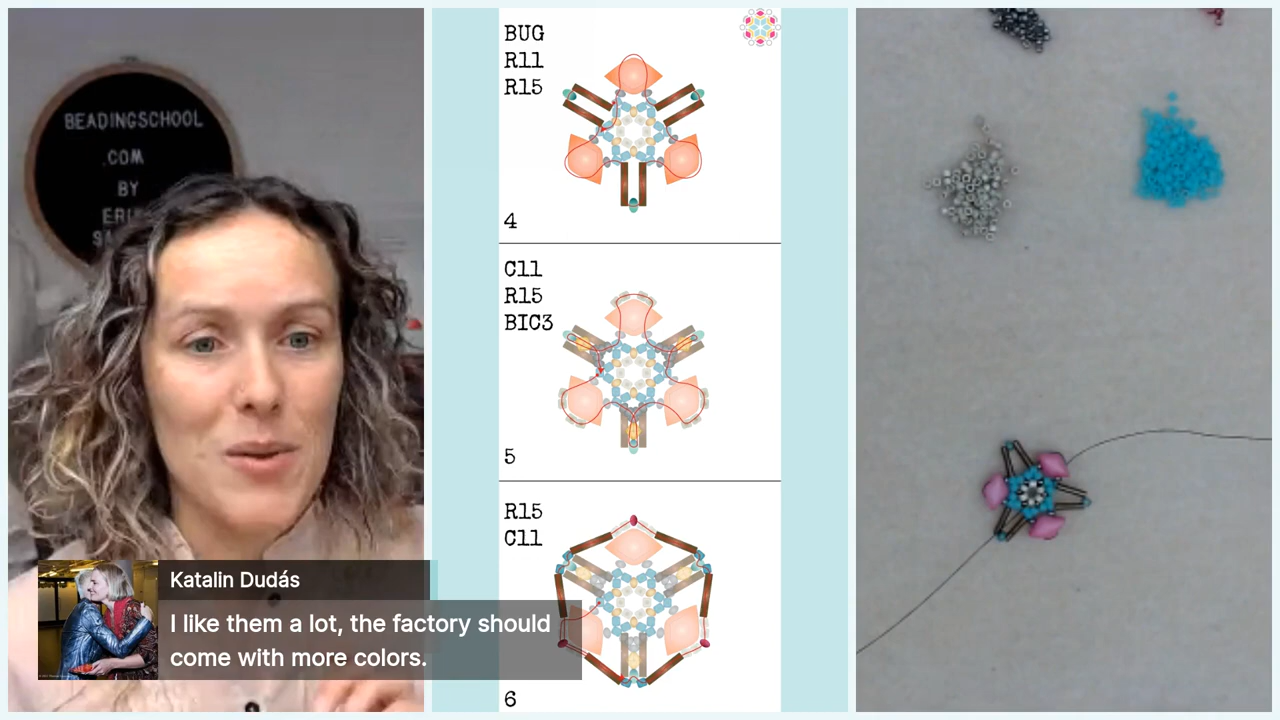 BEADINGSCHOOL
.COM
BY
BUG
R11
R15
4
C11
R15
BIC3
5
R15
C11
6
Katalin Dudás
I like them a lot, the factory should
come with more colors.